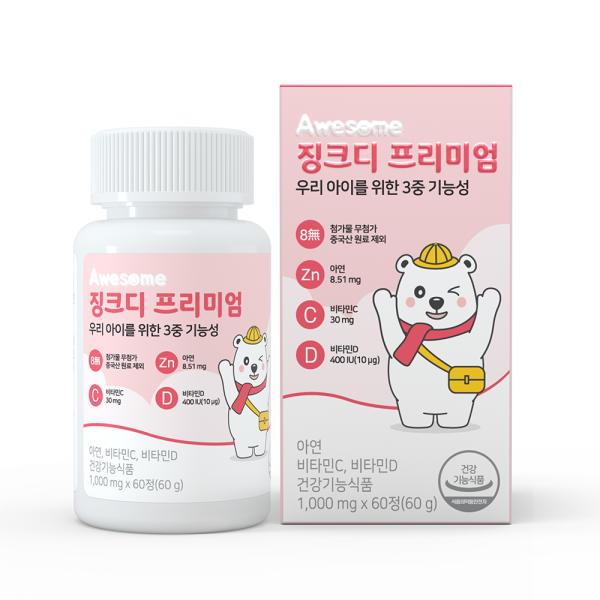 Awesome
징크디 프리미엄
우리 아이를 위한 3중 기능성
8無
첨가물 무첨가
중국산 원료 제외
Zn
아연
8.51 mg
C
비타민C
30 mg
D
비타민D
400 IU(10 μg)
아연, 비타민C, 비타민D
건강기능식품
1,000 mg x 60정(60 g)
Awesome
징크디 프리미엄
우리 아이를 위한 3중 기능성
8無
첨가물 무첨가
중국산 원료 제외
Zn
아연
8.51 mg
C
비타민C
30 mg
D
비타민D
400 IU(10 μg)
아연
비타민C, 비타민D
건강기능식품
1,000 mg x 60정(60 g)
건강
기능식품
식품의약품안전처